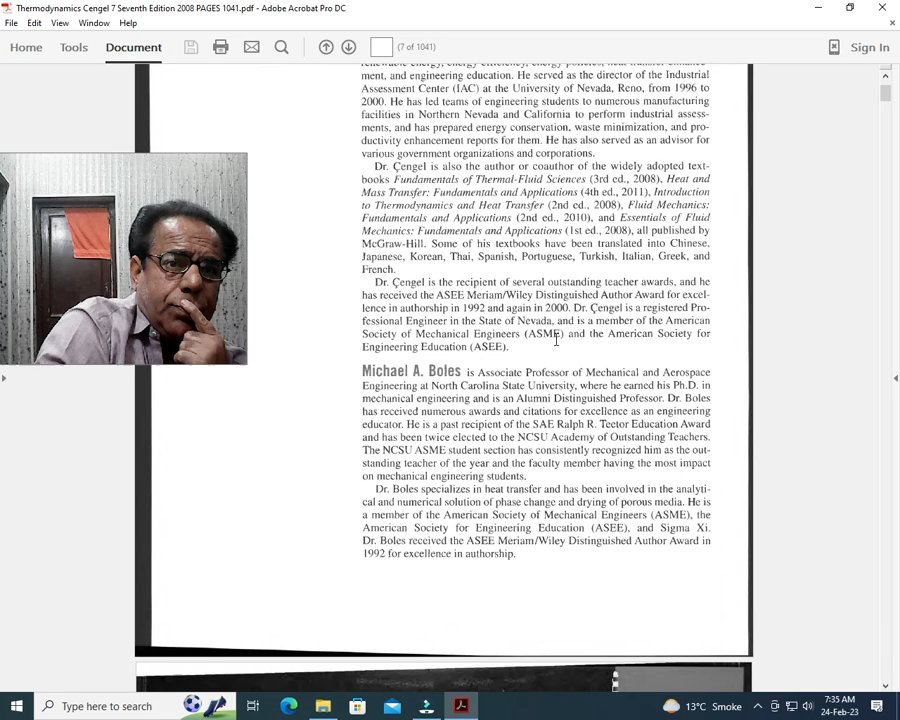 Thermodynamics Cengel 7 Seventh Edition 2008 PAGES 1041.pdf - Adobe Acrobat Pro DC
File Edit View Window Help
Home Tools Document (7 of 1041) Sign In
renewable energy, energy efficiency, energy policies, heat transfer enhance-
ment, and engineering education. He served as the director of the Industrial
Assessment Center (IAC) at the University of Nevada, Reno, from 1996 to
2000. He has led teams of engineering students to numerous manufacturing
facilities in Northern Nevada and California to perform industrial assess-
ments, and has prepared energy conservation, waste minimization, and pro-
ductivity enhancement reports for them. He has also served as an advisor for
various government organizations and corporations.
Dr. Çengel is also the author or coauthor of the widely adopted text-
books Fundamentals of Thermal-Fluid Sciences (3rd ed., 2008), Heat and
Mass Transfer: Fundamentals and Applications (4th ed., 2011), Introduction
to Thermodynamics and Heat Transfer (2nd ed., 2008), Fluid Mechanics:
Fundamentals and Applications (2nd ed., 2010), and Essentials of Fluid
Mechanics: Fundamentals and Applications (1st ed., 2008), all published by
McGraw-Hill. Some of his textbooks have been translated into Chinese,
Japanese, Korean, Thai, Spanish, Portuguese, Turkish, Italian, Greek, and
French.
Dr. Çengel is the recipient of several outstanding teacher awards, and he
has received the ASEE Meriam/Wiley Distinguished Author Award for excel-
lence in authorship in 1992 and again in 2000. Dr. Çengel is a registered Pro-
fessional Engineer in the State of Nevada, and is a member of the American
Society of Mechanical Engineers (ASME) and the American Society for
Engineering Education (ASEE).
Michael A. Boles is Associate Professor of Mechanical and Aerospace
Engineering at North Carolina State University, where he earned his Ph.D. in
mechanical engineering and is an Alumni Distinguished Professor. Dr. Boles
has received numerous awards and citations for excellence as an engineering
educator. He is a past recipient of the SAE Ralph R. Teetor Education Award
and has been twice elected to the NCSU Academy of Outstanding Teachers.
The NCSU ASME student section has consistently recognized him as the out-
standing teacher of the year and the faculty member having the most impact
on mechanical engineering students.
Dr. Boles specializes in heat transfer and has been involved in the analyti-
cal and numerical solution of phase change and drying of porous media. He is
a member of the American Society of Mechanical Engineers (ASME), the
American Society for Engineering Education (ASEE), and Sigma Xi.
Dr. Boles received the ASEE Meriam/Wiley Distinguished Author Award in
1992 for excellence in authorship.
Type here to search
13°C Smoke
7:35 AM
24-Feb-23